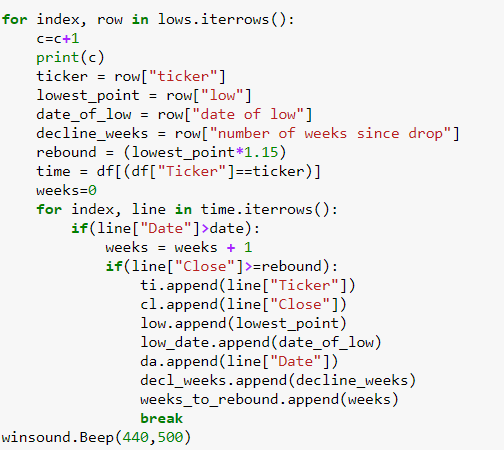 for index, row in lows.iterrows():
    c=c+1
    print(c)
    ticker = row["ticker"]
    lowest_point = row["low"]
    date_of_low = row["date of low"]
    decline_weeks = row["number of weeks since drop"]
    rebound = (lowest_point*1.15)
    time = df[(df["Ticker"]==ticker)]
    weeks=0
    for index, line in time.iterrows():
        if(line["Date"]>date):
            weeks = weeks + 1
            if(line["Close"]>=rebound):
                ti.append(line["Ticker"])
                cl.append(line["Close"])
                low.append(lowest_point)
                low_date.append(date_of_low)
                da.append(line["Date"])
                decl_weeks.append(decline_weeks)
                weeks_to_rebound.append(weeks)
                break
winsound.Beep(440,500)